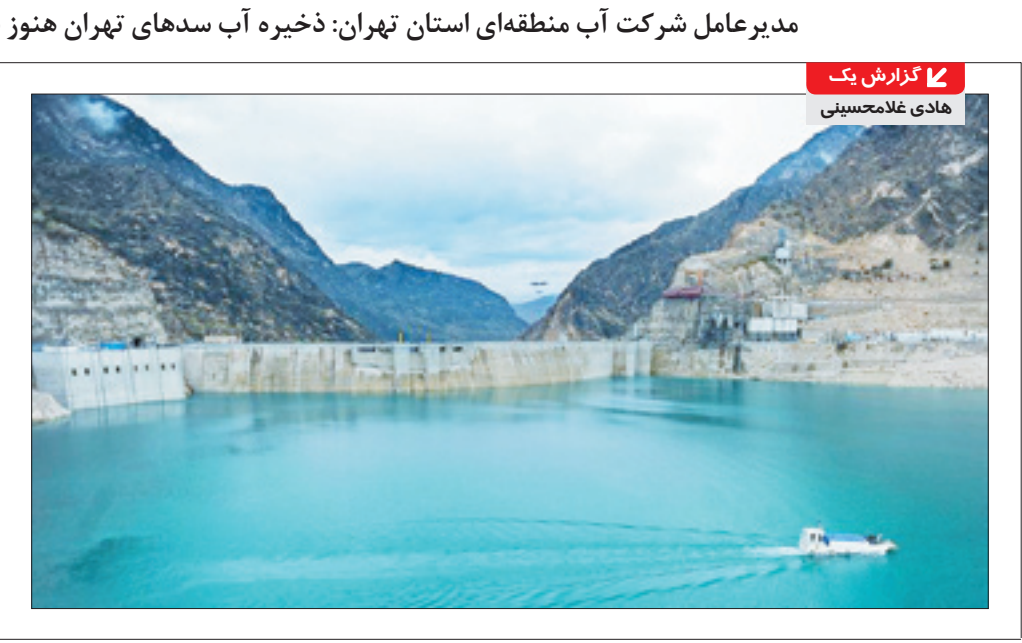 مدیرعامل شرکت آب منطقه‌ای استان تهران: ذخیره آب سدهای تهران هنوز
گزارش یک
هادی غلامحسینی